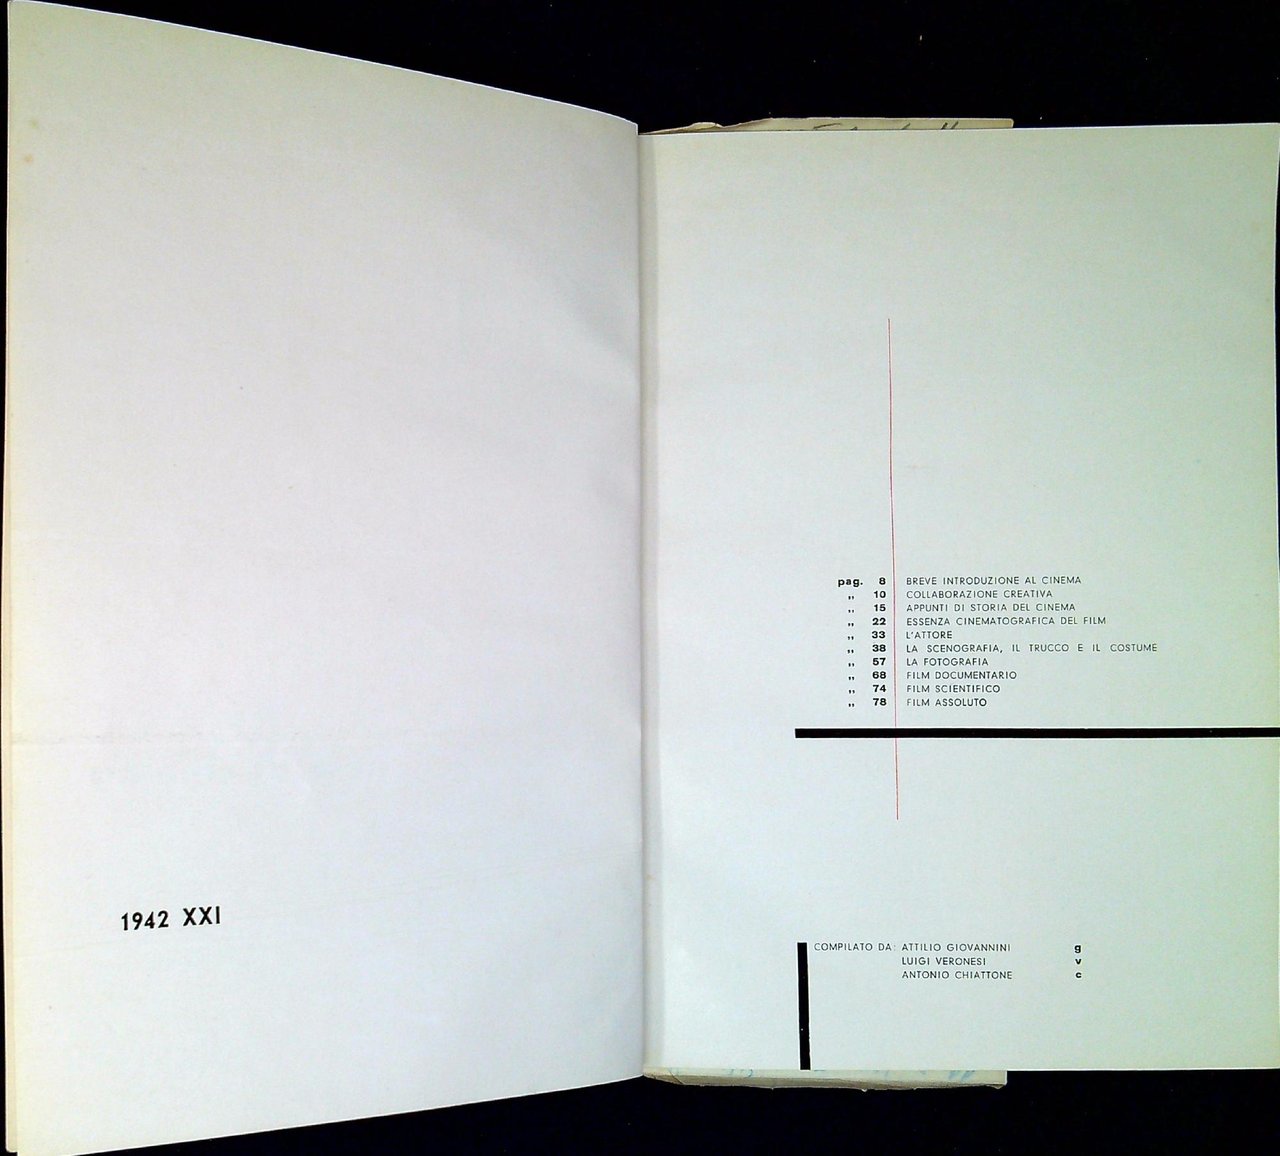 1942 XXI
pag. 8 BREVE INTRODUZIONE AL CINEMA
„ 10 COLLABORAZIONE CREATIVA
„ 15 APPUNTI DI STORIA DEL CINEMA
„ 22 ESSENZA CINEMATOGRAFICA DEL FILM
„ 33 L'ATTORE
„ 38 LA SCENOGRAFIA, IL TRUCCO E IL COSTUME
„ 57 LA FOTOGRAFIA
„ 68 FILM DOCUMENTARIO
„ 74 FILM SCIENTIFICO
„ 78 FILM ASSOLUTO
COMPILATO DA: ATTILIO GIOVANNINI g
LUIGI VERONESI v
ANTONIO CHIATTONE c